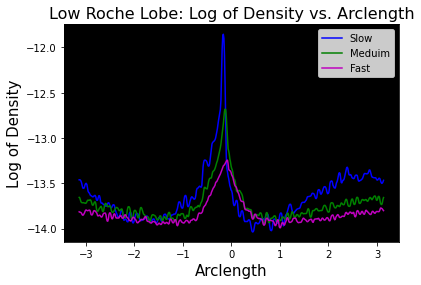 Low Roche Lobe: Log of Density vs. Arclength
Slow
Meduim
Fast
Log of Density
−12.0
−12.5
−13.0
−13.5
−14.0
−3 −2 −1 0 1 2 3
Arclength